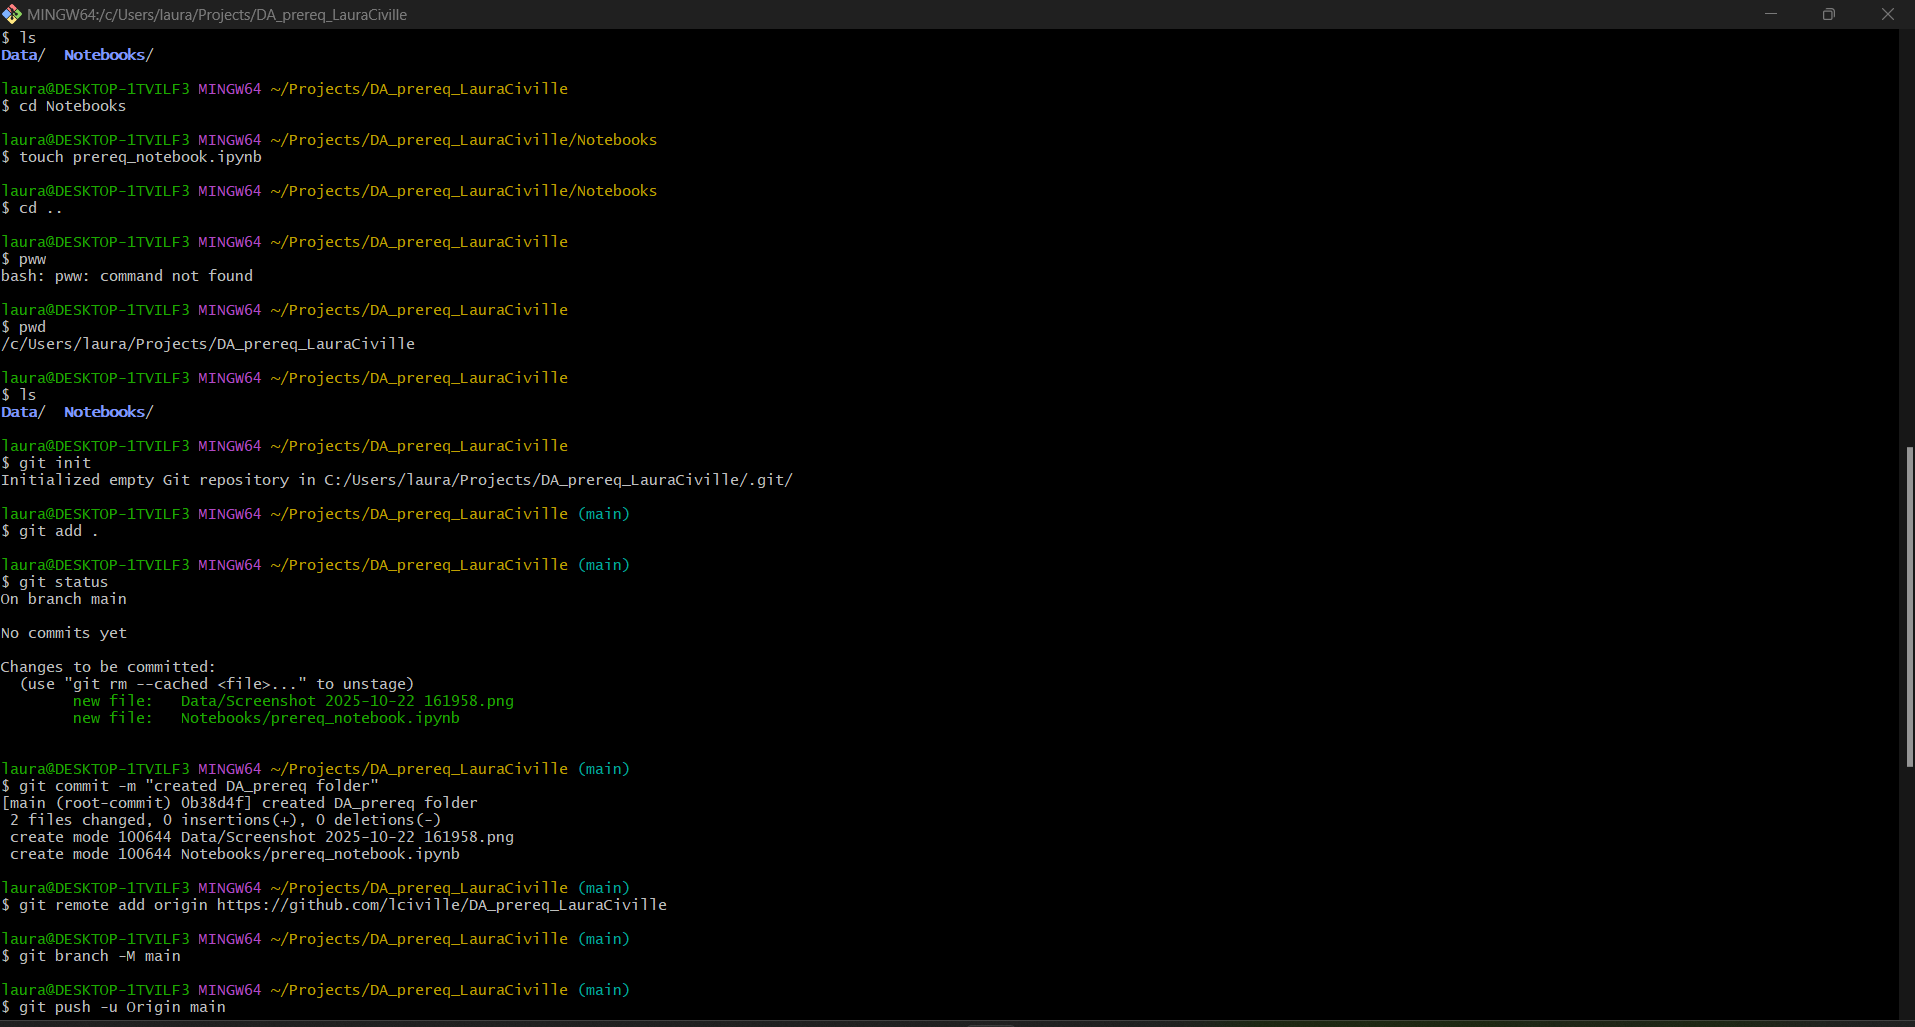 MINGW64:/c/Users/laura/Projects/DA_prereq_LauraCiville
$ ls
Data/  Notebooks/
laura@DESKTOP-1TVILF3 MINGW64 ~/Projects/DA_prereq_LauraCiville
$ cd Notebooks
laura@DESKTOP-1TVILF3 MINGW64 ~/Projects/DA_prereq_LauraCiville/Notebooks
$ touch prereq_notebook.ipynb
laura@DESKTOP-1TVILF3 MINGW64 ~/Projects/DA_prereq_LauraCiville/Notebooks
$ cd ..
laura@DESKTOP-1TVILF3 MINGW64 ~/Projects/DA_prereq_LauraCiville
$ pww
bash: pww: command not found
laura@DESKTOP-1TVILF3 MINGW64 ~/Projects/DA_prereq_LauraCiville
$ pwd
/c/Users/laura/Projects/DA_prereq_LauraCiville
laura@DESKTOP-1TVILF3 MINGW64 ~/Projects/DA_prereq_LauraCiville
$ ls
Data/  Notebooks/
laura@DESKTOP-1TVILF3 MINGW64 ~/Projects/DA_prereq_LauraCiville
$ git init
Initialized empty Git repository in C:/Users/laura/Projects/DA_prereq_LauraCiville/.git/
laura@DESKTOP-1TVILF3 MINGW64 ~/Projects/DA_prereq_LauraCiville (main)
$ git add .
laura@DESKTOP-1TVILF3 MINGW64 ~/Projects/DA_prereq_LauraCiville (main)
$ git status
On branch main
No commits yet
Changes to be committed:
  (use "git rm --cached <file>..." to unstage)
        new file:   Data/Screenshot 2025-10-22 161958.png
        new file:   Notebooks/prereq_notebook.ipynb
laura@DESKTOP-1TVILF3 MINGW64 ~/Projects/DA_prereq_LauraCiville (main)
$ git commit -m "created DA_prereq folder"
[main (root-commit) 0b38d4f] created DA_prereq folder
 2 files changed, 0 insertions(+), 0 deletions(-)
 create mode 100644 Data/Screenshot 2025-10-22 161958.png
 create mode 100644 Notebooks/prereq_notebook.ipynb
laura@DESKTOP-1TVILF3 MINGW64 ~/Projects/DA_prereq_LauraCiville (main)
$ git remote add origin https://github.com/lciville/DA_prereq_LauraCiville
laura@DESKTOP-1TVILF3 MINGW64 ~/Projects/DA_prereq_LauraCiville (main)
$ git branch -M main
laura@DESKTOP-1TVILF3 MINGW64 ~/Projects/DA_prereq_LauraCiville (main)
$ git push -u Origin main